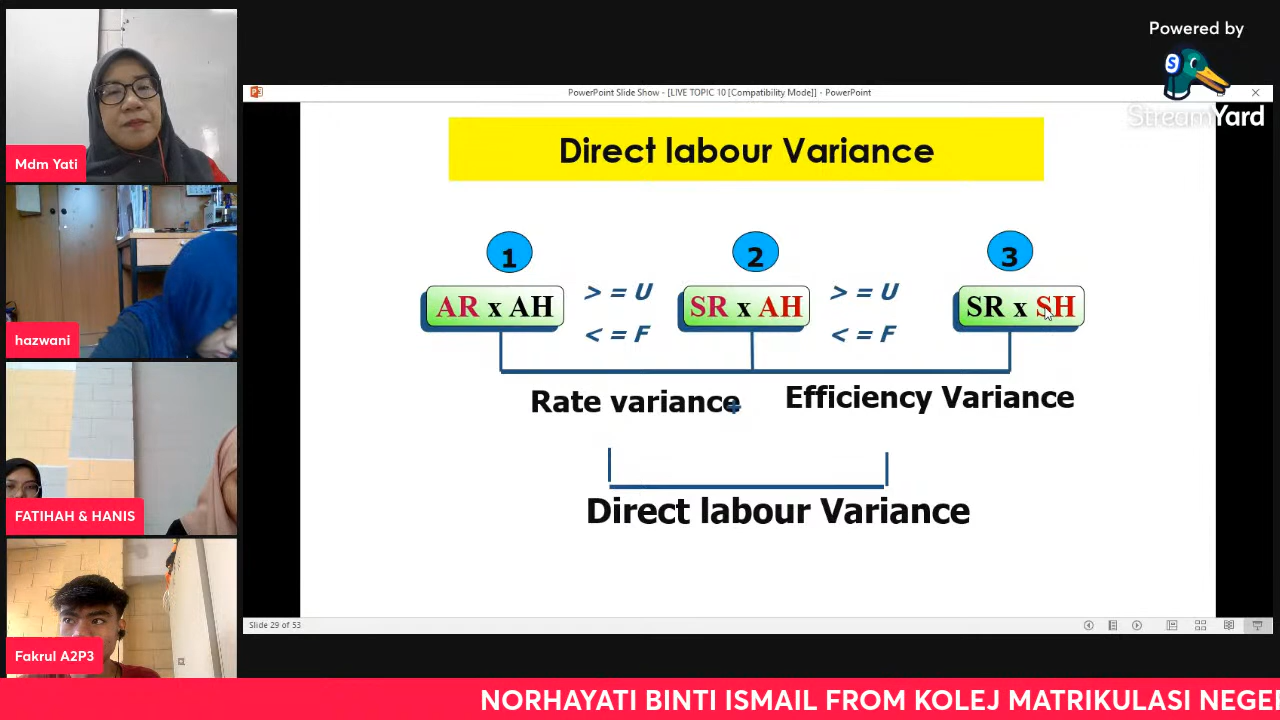 Powered by
StreamYard
PowerPoint Slide Show - [LIVE TOPIC 10 [Compatibility Mode]] - PowerPoint
Direct labour Variance
1
2
3
AR x AH
> = U
< = F
SR x AH
> = U
< = F
SR x SH
Rate variance
+
Efficiency Variance
Direct labour Variance
Slide 29 of 53
Mdm Yati
hazwani
FATIHAH & HANIS
Fakrul A2P3
NORHAYATI BINTI ISMAIL FROM KOLEJ MATRIKULASI NEGE